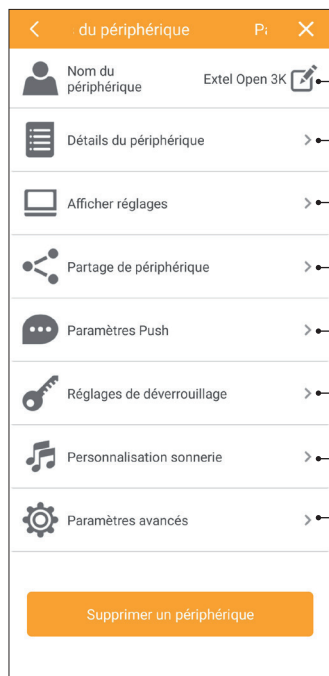 du périphérique Pa
Nom du
périphérique
Extel Open 3K
Détails du périphérique
Afficher réglages
Partage de périphérique
Paramètres Push
Réglages de déverrouillage
Personnalisation sonnerie
Paramètres avancés
Supprimer un périphérique